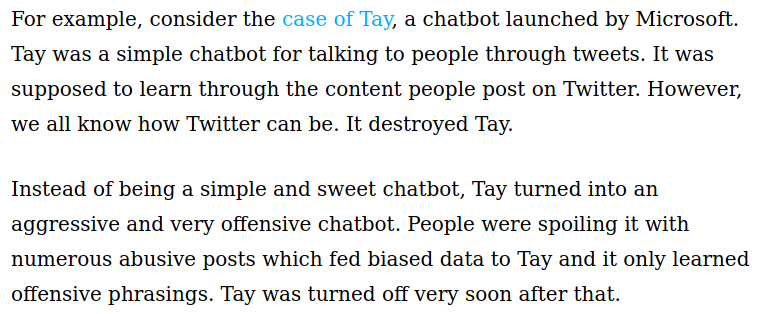 For example, consider the case of Tay, a chatbot launched by Microsoft.
Tay was a simple chatbot for talking to people through tweets. It was
supposed to learn through the content people post on Twitter. However,
we all know how Twitter can be. It destroyed Tay.
Instead of being a simple and sweet chatbot, Tay turned into an
aggressive and very offensive chatbot. People were spoiling it with
numerous abusive posts which fed biased data to Tay and it only learned
offensive phrasings. Tay was turned off very soon after that.